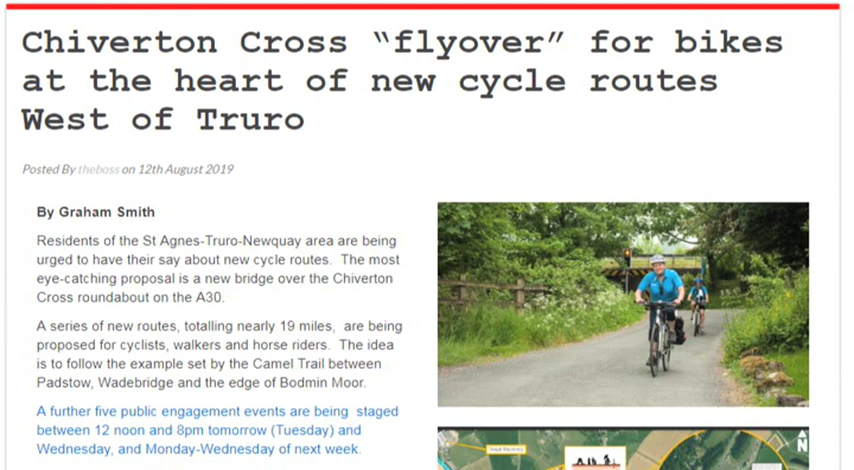 Chiverton Cross “flyover” for bikes
at the heart of new cycle routes
West of Truro
Posted By theboss on 12th August 2019
By Graham Smith
Residents of the St Agnes-Truro-Newquay area are being
urged to have their say about new cycle routes.  The most
eye-catching proposal is a new bridge over the Chiverton
Cross roundabout on the A30.
A series of new routes, totalling nearly 19 miles,  are being
proposed for cyclists, walkers and horse riders.  The idea
is to follow the example set by the Camel Trail between
Padstow, Wadebridge and the edge of Bodmin Moor.
A further five public engagement events are being  staged
between 12 noon and 8pm tomorrow (Tuesday) and
Wednesday, and Monday-Wednesday of next week.
N